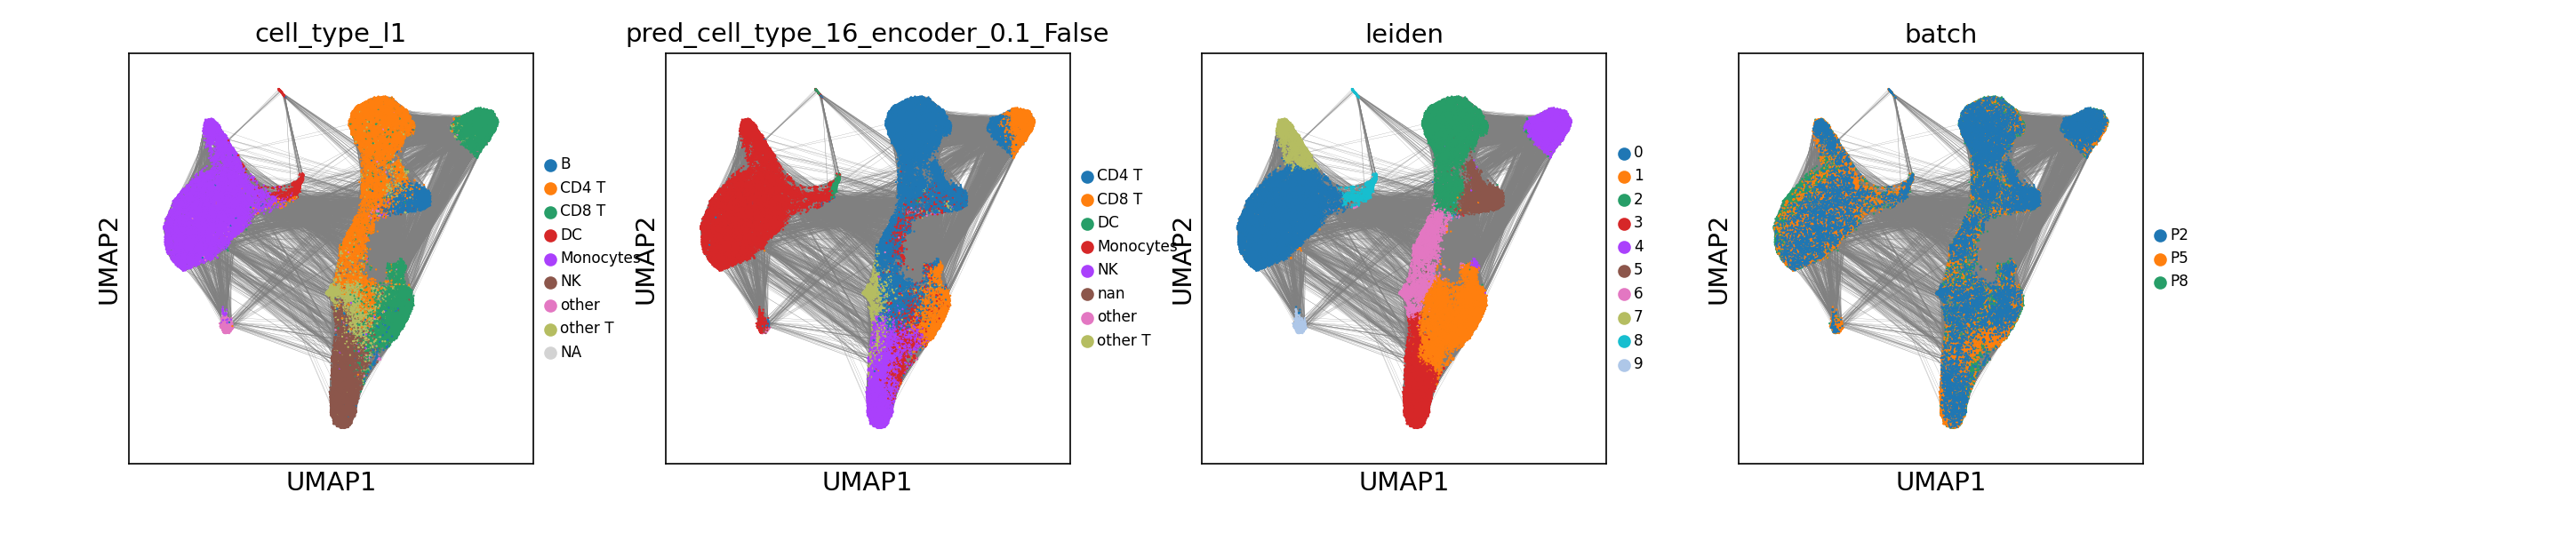 cell_type_l1
UMAP2
UMAP1
B
CD4 T
CD8 T
DC
Monocytes
NK
other
other T
NA
pred_cell_type_16_encoder_0.1_False
UMAP2
UMAP1
CD4 T
CD8 T
DC
Monocytes
NK
nan
other
other T
leiden
UMAP2
UMAP1
0
1
2
3
4
5
6
7
8
9
batch
UMAP2
UMAP1
P2
P5
P8